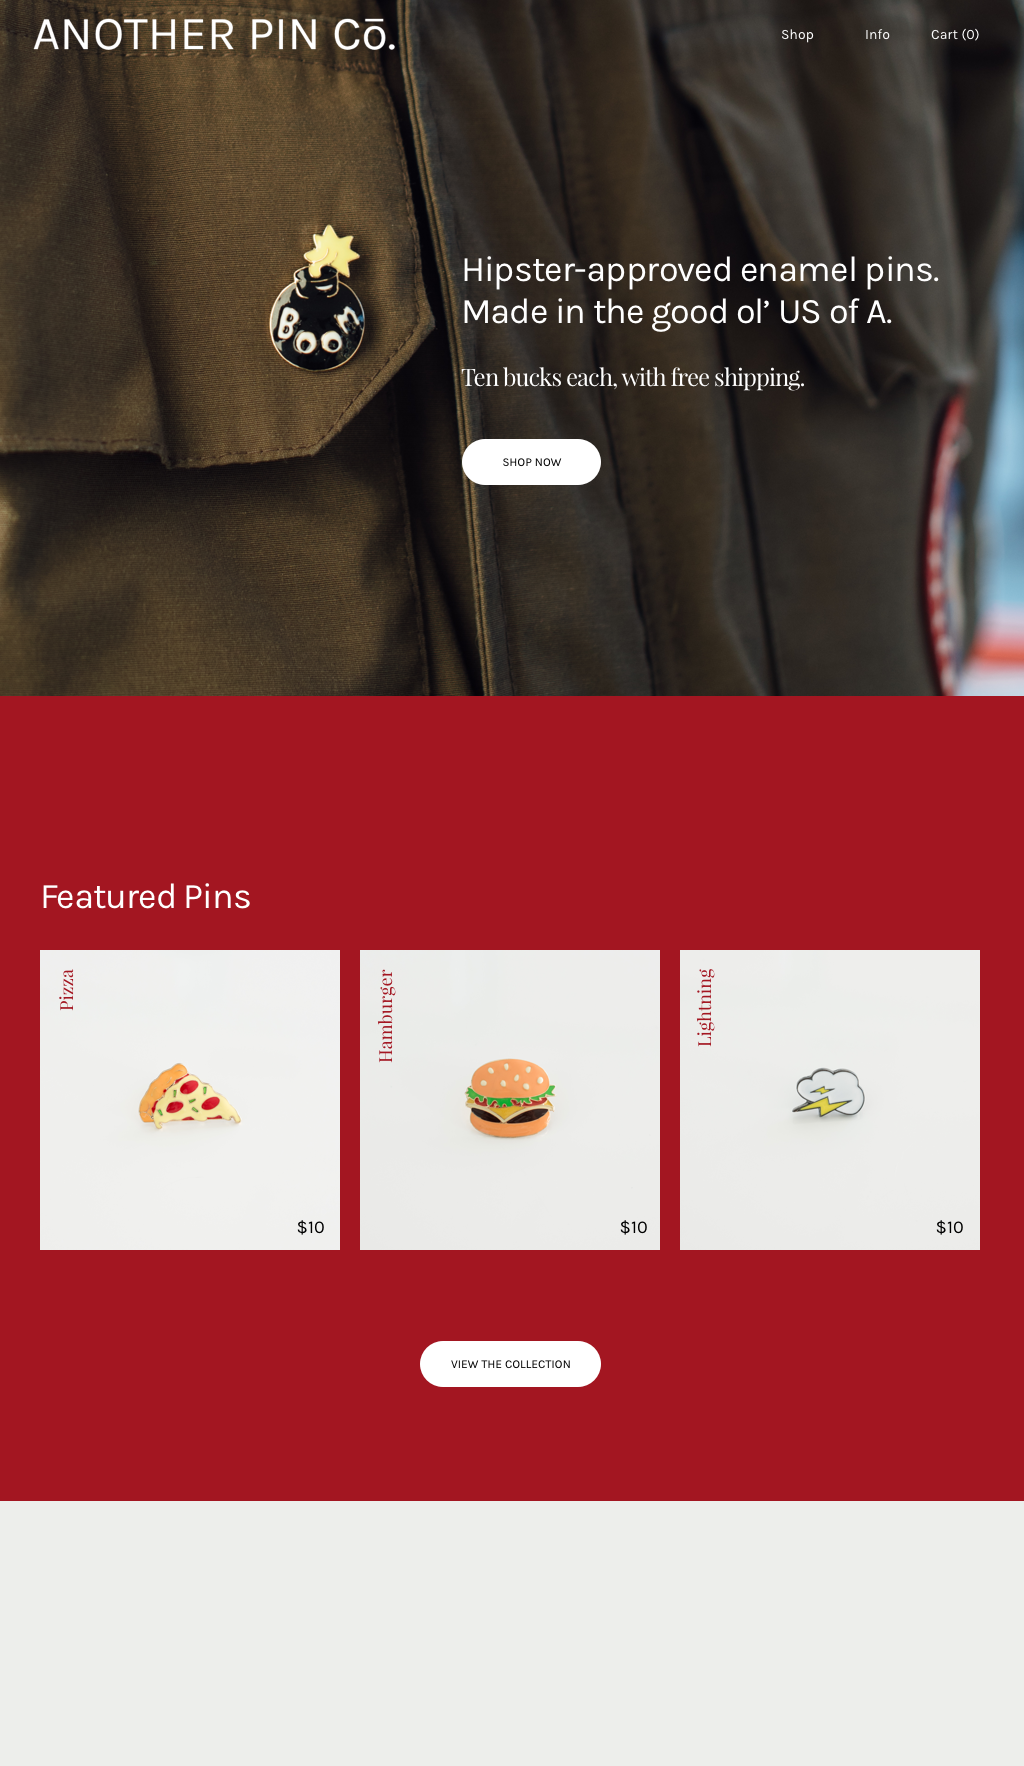 ANOTHER PIN Cō.
Shop
Info
Cart (0)
BOOM
Hipster-approved enamel pins.
Made in the good ol’ US of A.
Ten bucks each, with free shipping.
SHOP NOW
Featured Pins
Pizza
$10
Hamburger
$10
Lightning
$10
VIEW THE COLLECTION